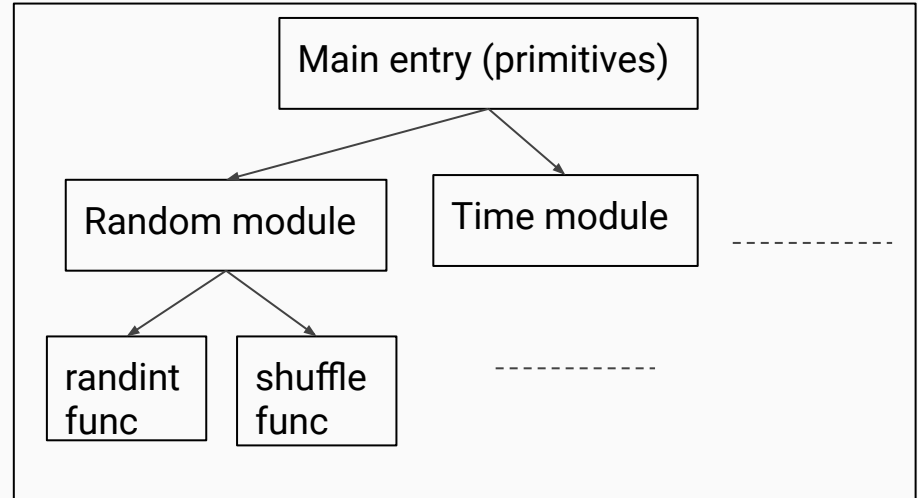 Main entry (primitives)
Random module
Time module
randint
func
shuffle
func